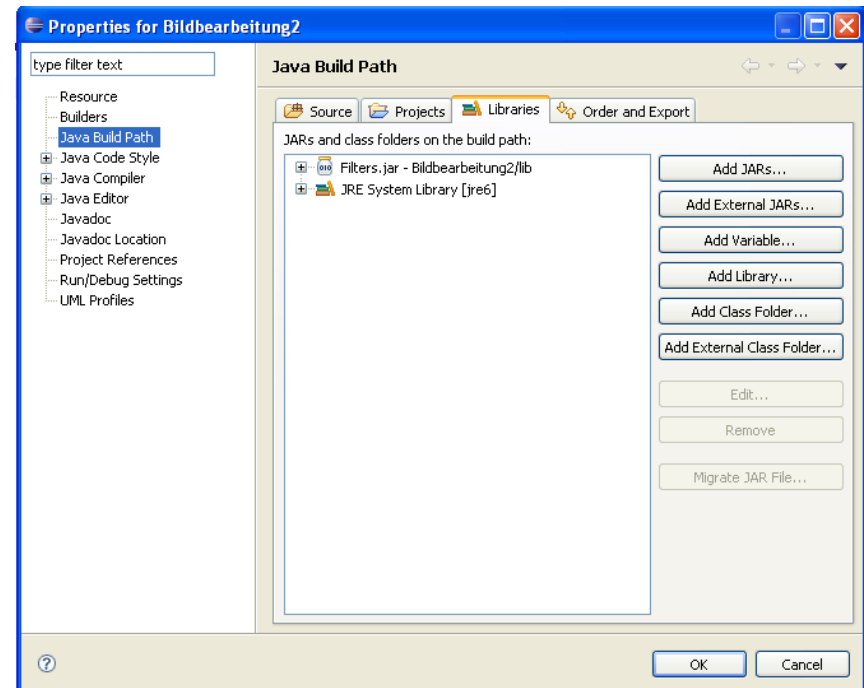 Properties for Bildbearbeitung2
type filter text
Resource
Builders
Java Build Path
Java Code Style
Java Compiler
Java Editor
Javadoc
Javadoc Location
Project References
Run/Debug Settings
UML Profiles
Java Build Path
Source
Projects
Libraries
Order and Export
JARs and class folders on the build path:
Filters.jar - Bildbearbeitung2/lib
JRE System Library [jre6]
Add JARs...
Add External JARs...
Add Variable...
Add Library...
Add Class Folder...
Add External Class Folder...
Edit...
Remove
Migrate JAR File...
OK
Cancel